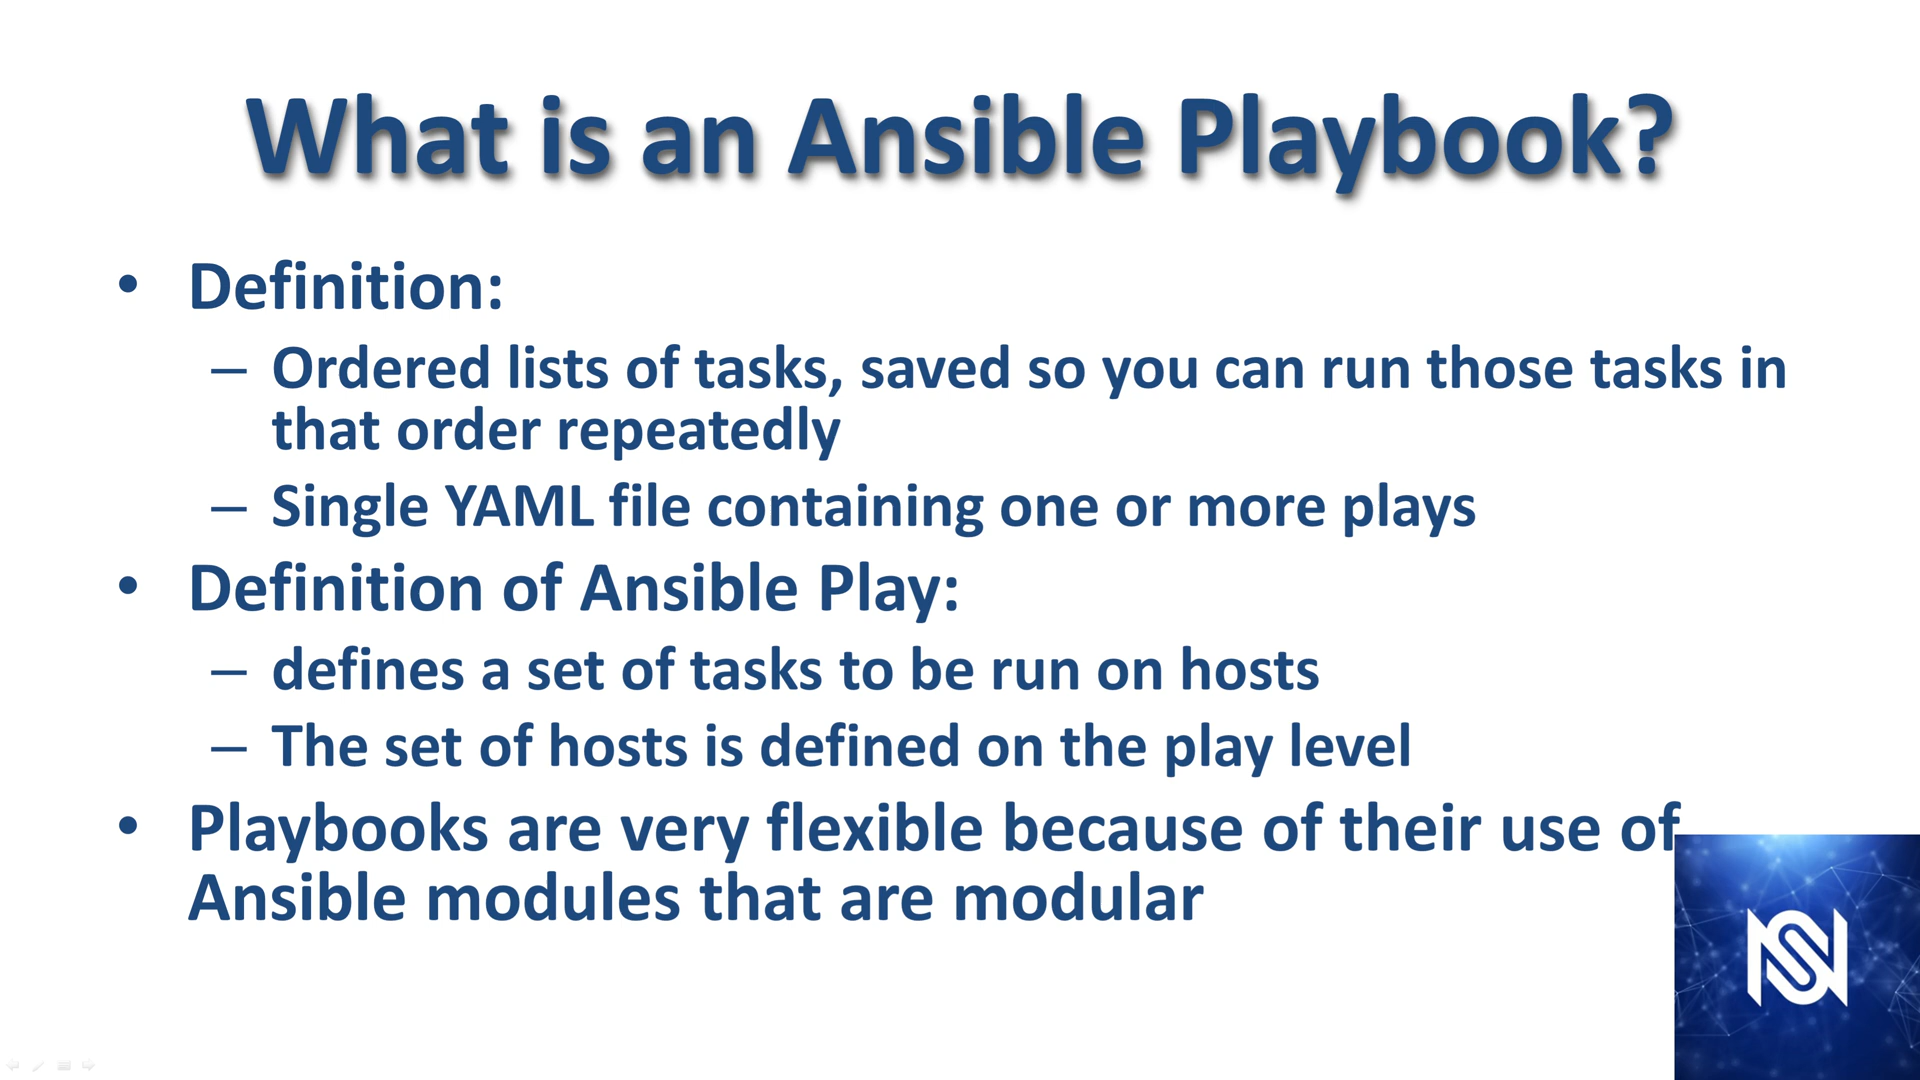 What is an Ansible Playbook?
• Definition:
– Ordered lists of tasks, saved so you can run those tasks in
that order repeatedly
– Single YAML file containing one or more plays
• Definition of Ansible Play:
– defines a set of tasks to be run on hosts
– The set of hosts is defined on the play level
• Playbooks are very flexible because of their use of
Ansible modules that are modular